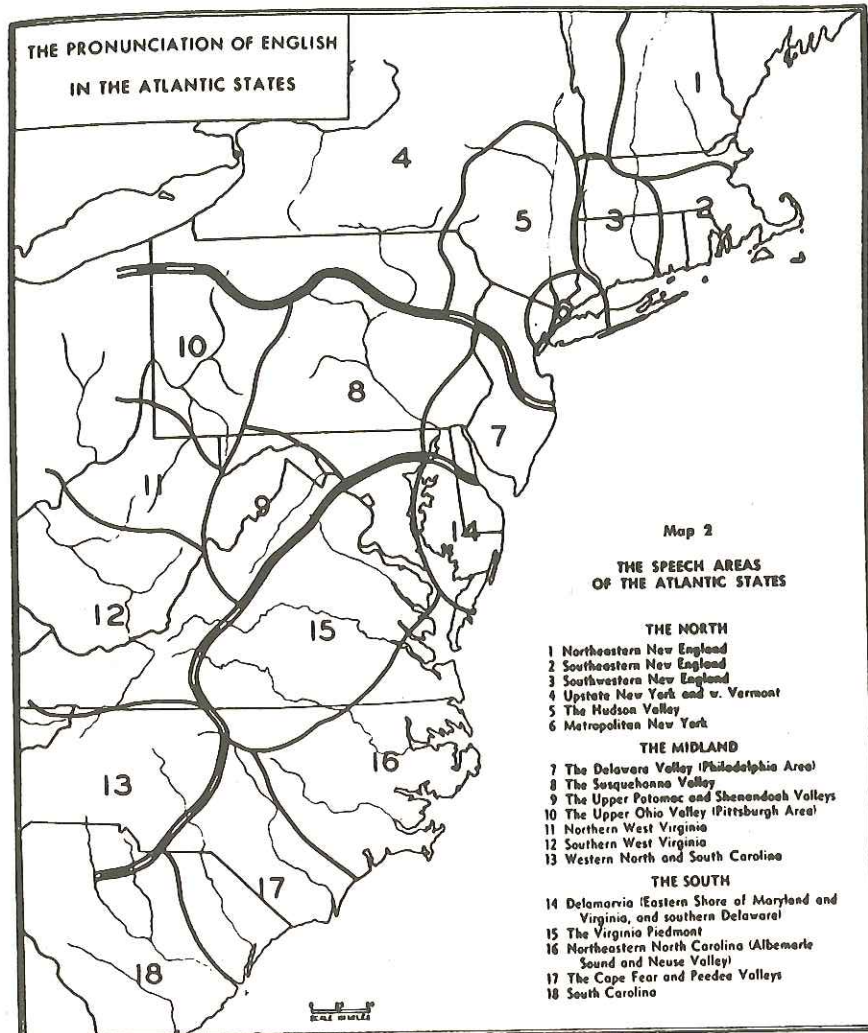 THE PRONUNCIATION OF ENGLISH
IN THE ATLANTIC STATES
1
4
5
3
2
6
10
8
7
11
9
14
12
15
13
16
17
18
Map 2
THE SPEECH AREAS
OF THE ATLANTIC STATES
THE NORTH
1 Northeastern New England
2 Southeastern New England
3 Southwestern New England
4 Upstate New York and w. Vermont
5 The Hudson Valley
6 Metropolitan New York
THE MIDLAND
7 The Delaware Valley (Philadelphia Area)
8 The Susquehanna Valley
9 The Upper Potomac and Shenandoah Valleys
10 The Upper Ohio Valley (Pittsburgh Area)
11 Northern West Virginia
12 Southern West Virginia
13 Western North and South Carolina
THE SOUTH
14 Delamarvia (Eastern Shore of Maryland and
Virginia, and southern Delaware)
15 The Virginia Piedmont
16 Northeastern North Carolina (Albemarle
Sound and Neuse Valley)
17 The Cape Fear and Peedee Valleys
18 South Carolina
SCALE IN MILES